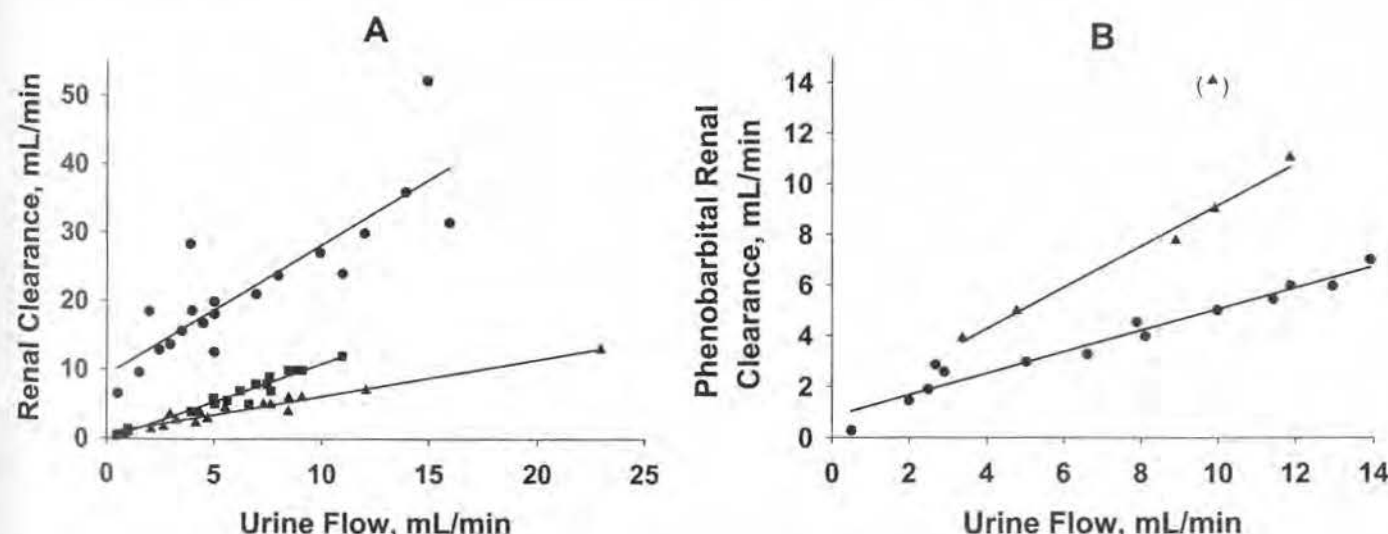 A
Renal Clearance, mL/min
50
40
30
20
10
0
0 5 10 15 20 25
Urine Flow, mL/min
B
Phenobarbital Renal
Clearance, mL/min
14
12
10
8
6
4
2
0
0 2 4 6 8 10 12 14
Urine Flow, mL/min
( )